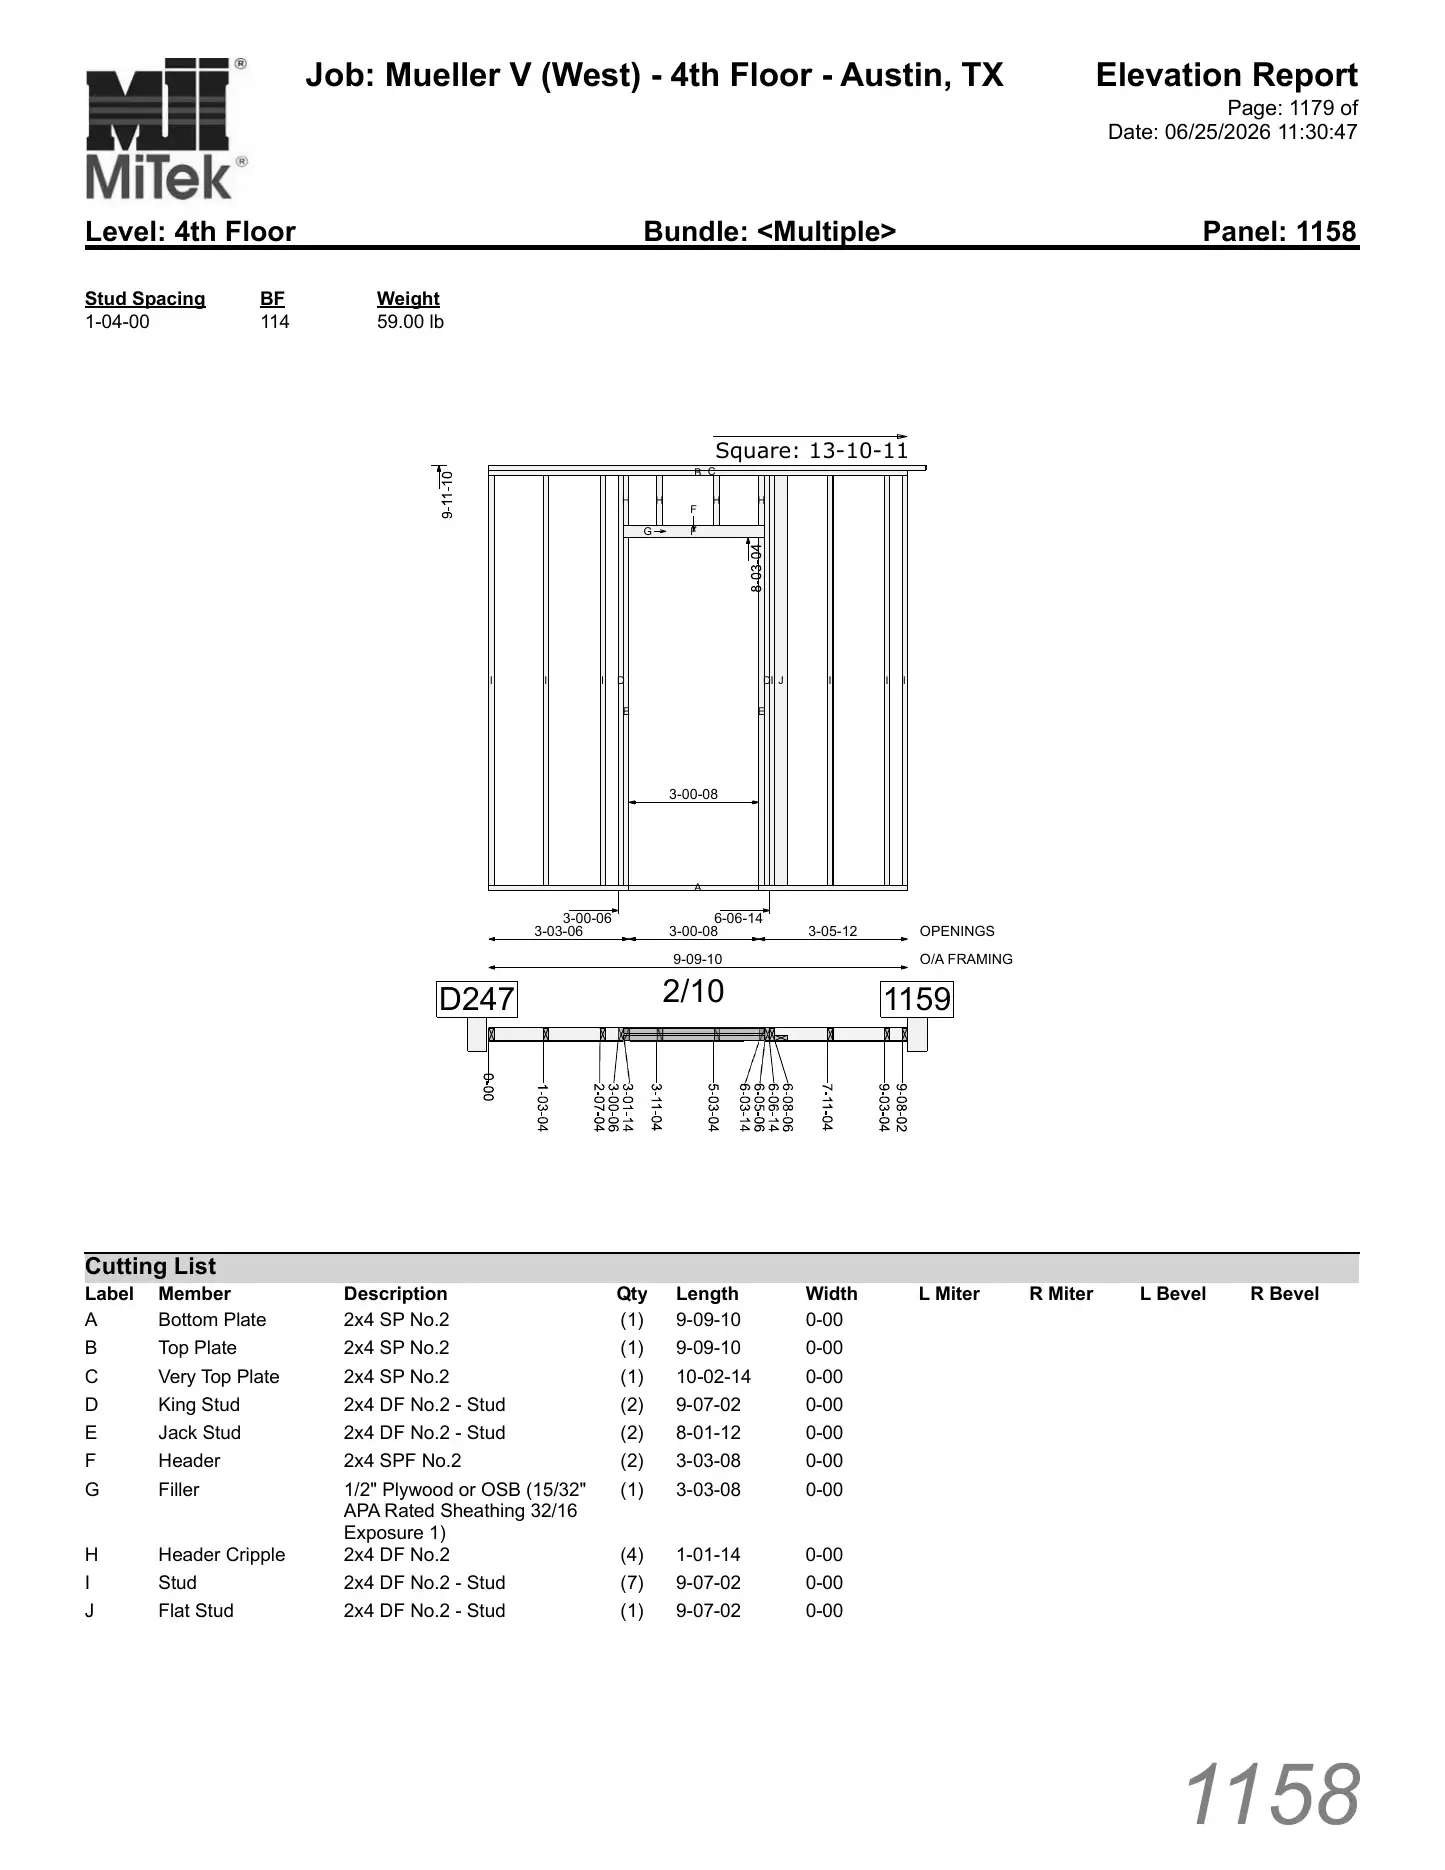 Job: Mueller V (West) - 4th Floor - Austin, TX
Elevation Report
Page: 1179 of
Date: 06/25/2026 11:30:47
MiTek®
Level: 4th Floor Bundle: <Multiple> Panel: 1158
Stud Spacing BF Weight
1-04-00 114 59.00 lb
Square: 13-10-11
9-11-10
B C
H H H H
F
G F
8-03-04
I I I D D I J I I I
E E
3-00-08
A
3-00-06 6-06-14
3-03-06 3-00-08 3-05-12 OPENINGS
9-09-10 O/A FRAMING
D247 2/10 1159
0-00 1-03-04 2-07-04 3-00-06 3-01-14 3-11-04 5-03-04 6-03-14 6-05-06 6-06-14 6-08-06 7-11-04 9-03-04 9-08-02
Cutting List
Label Member Description Qty Length Width L Miter R Miter L Bevel R Bevel
A Bottom Plate 2x4 SP No.2 (1) 9-09-10 0-00
B Top Plate 2x4 SP No.2 (1) 9-09-10 0-00
C Very Top Plate 2x4 SP No.2 (1) 10-02-14 0-00
D King Stud 2x4 DF No.2 - Stud (2) 9-07-02 0-00
E Jack Stud 2x4 DF No.2 - Stud (2) 8-01-12 0-00
F Header 2x4 SPF No.2 (2) 3-03-08 0-00
G Filler 1/2" Plywood or OSB (15/32" (1) 3-03-08 0-00
APA Rated Sheathing 32/16
Exposure 1)
H Header Cripple 2x4 DF No.2 (4) 1-01-14 0-00
I Stud 2x4 DF No.2 - Stud (7) 9-07-02 0-00
J Flat Stud 2x4 DF No.2 - Stud (1) 9-07-02 0-00
1158